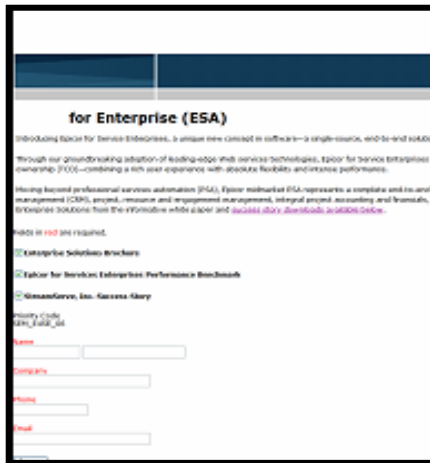 for Enterprise (ESA)
Introducing Epicor for Service Enterprises, a unique new concept in software—a single-source, end-to-end solutio
Through our groundbreaking adoption of leading-edge Web services technologies, Epicor for Service Enterprises
ownership (TCO)—combining a rich user experience with absolute flexibility and intense performance.
Moving beyond professional services automation (PSA), Epicor midmarket ESA represents a complete end-to-end
management (CRM), project, resource and engagement management, integral project accounting and financials,
Enterprise Solutions from the informative white paper and success story downloads available below.
Fields in red are required.
Enterprise Solutions Brochure
Epicor for Services Enterprises Performance Benchmark
StreamServe, Inc. Success Story
Priority Code
Name
Company
Phone
Email